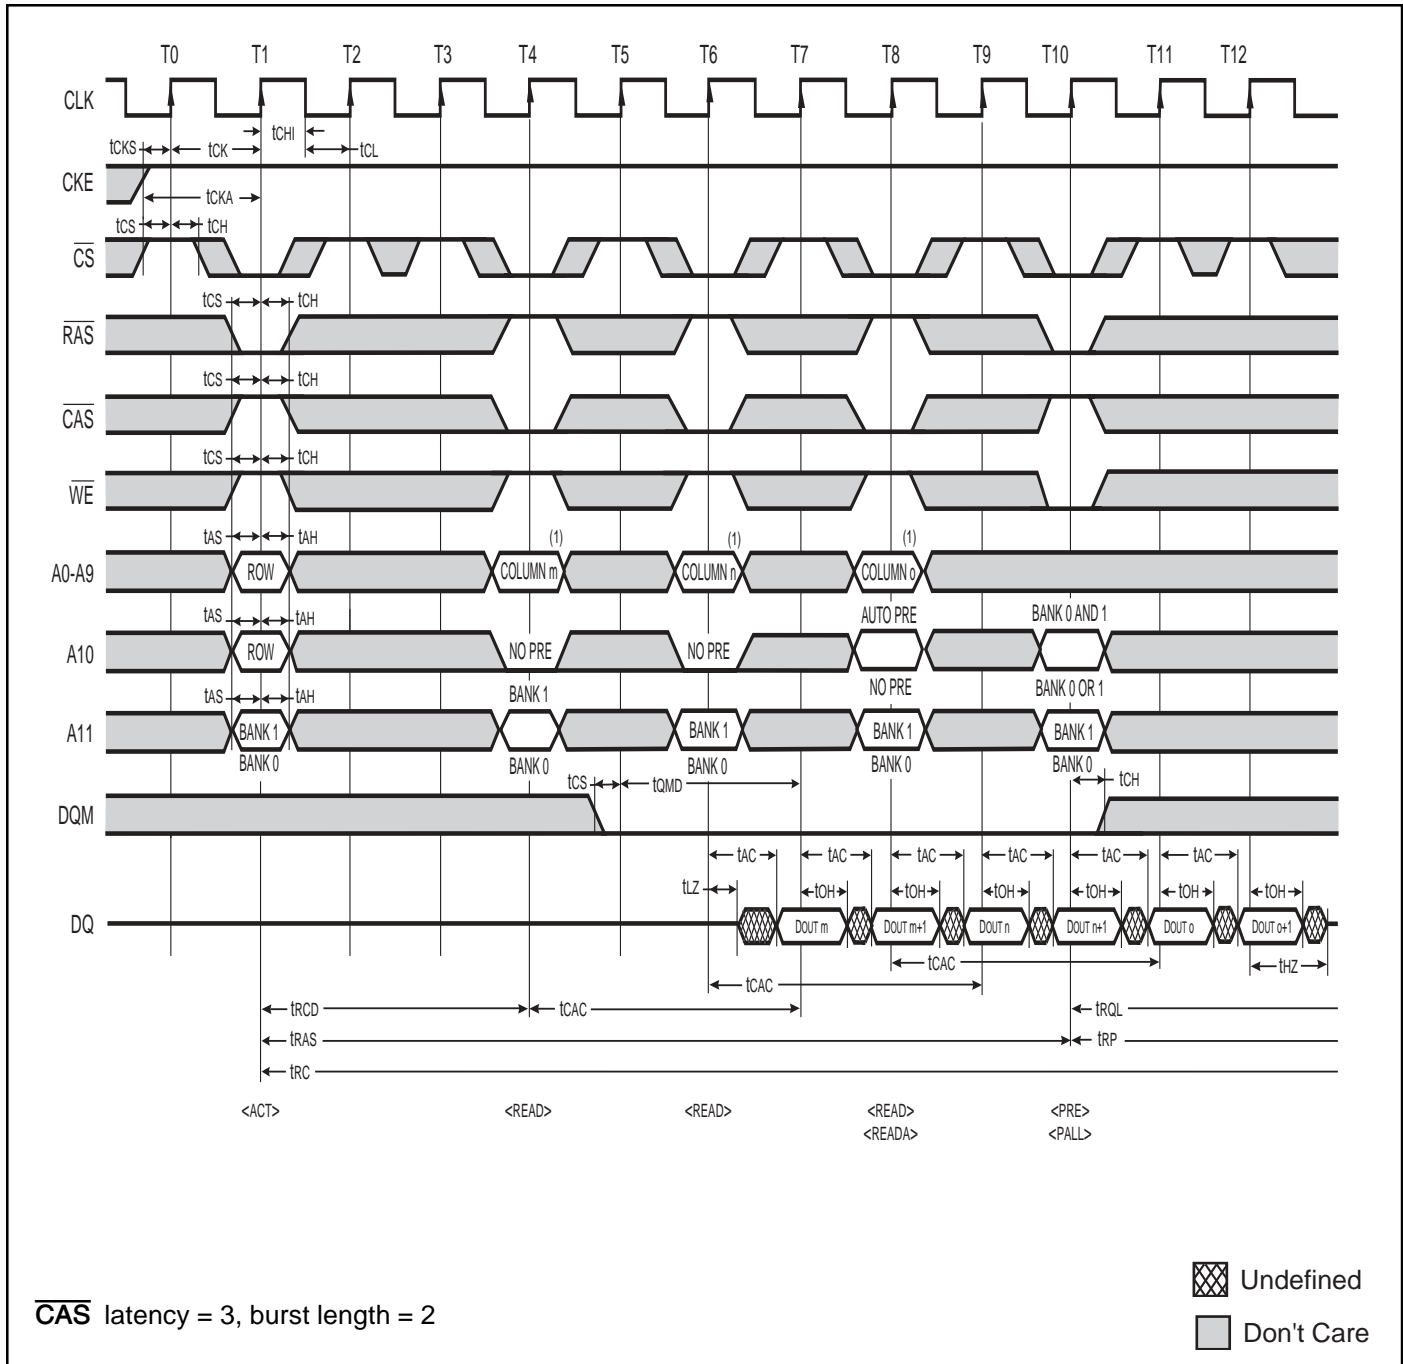 T0 T1 T2 T3 T4 T5 T6 T7 T8 T9 T10 T11 T12
CLK
tCHI
tCKS tCK tCL
CKE
tCKA
tCS tCH
CS
tCS tCH
RAS
tCS tCH
CAS
tCS tCH
WE
tAS tAH (1) (1) (1)
A0-A9 ROW COLUMN m COLUMN n COLUMN o
tAS tAH AUTO PRE BANK 0 AND 1
A10 ROW NO PRE NO PRE
tAS tAH BANK 1 NO PRE BANK 0 OR 1
A11 BANK 1 BANK 1 BANK 1 BANK 1
BANK 0 BANK 0 BANK 0 BANK 0 BANK 0
tCS tQMD tCH
DQM
tAC tAC tAC tAC tAC tAC
tLZ tOH tOH tOH tOH tOH tOH
DQ DOUT m DOUT m+1 DOUT n DOUT n+1 DOUT o DOUT o+1
tCAC tHZ
tCAC
tRCD tCAC tRQL
tRAS tRP
tRC
<ACT> <READ> <READ> <READ> <PRE>
<READA> <PALL>
Undefined
CAS latency = 3, burst length = 2
Don't Care